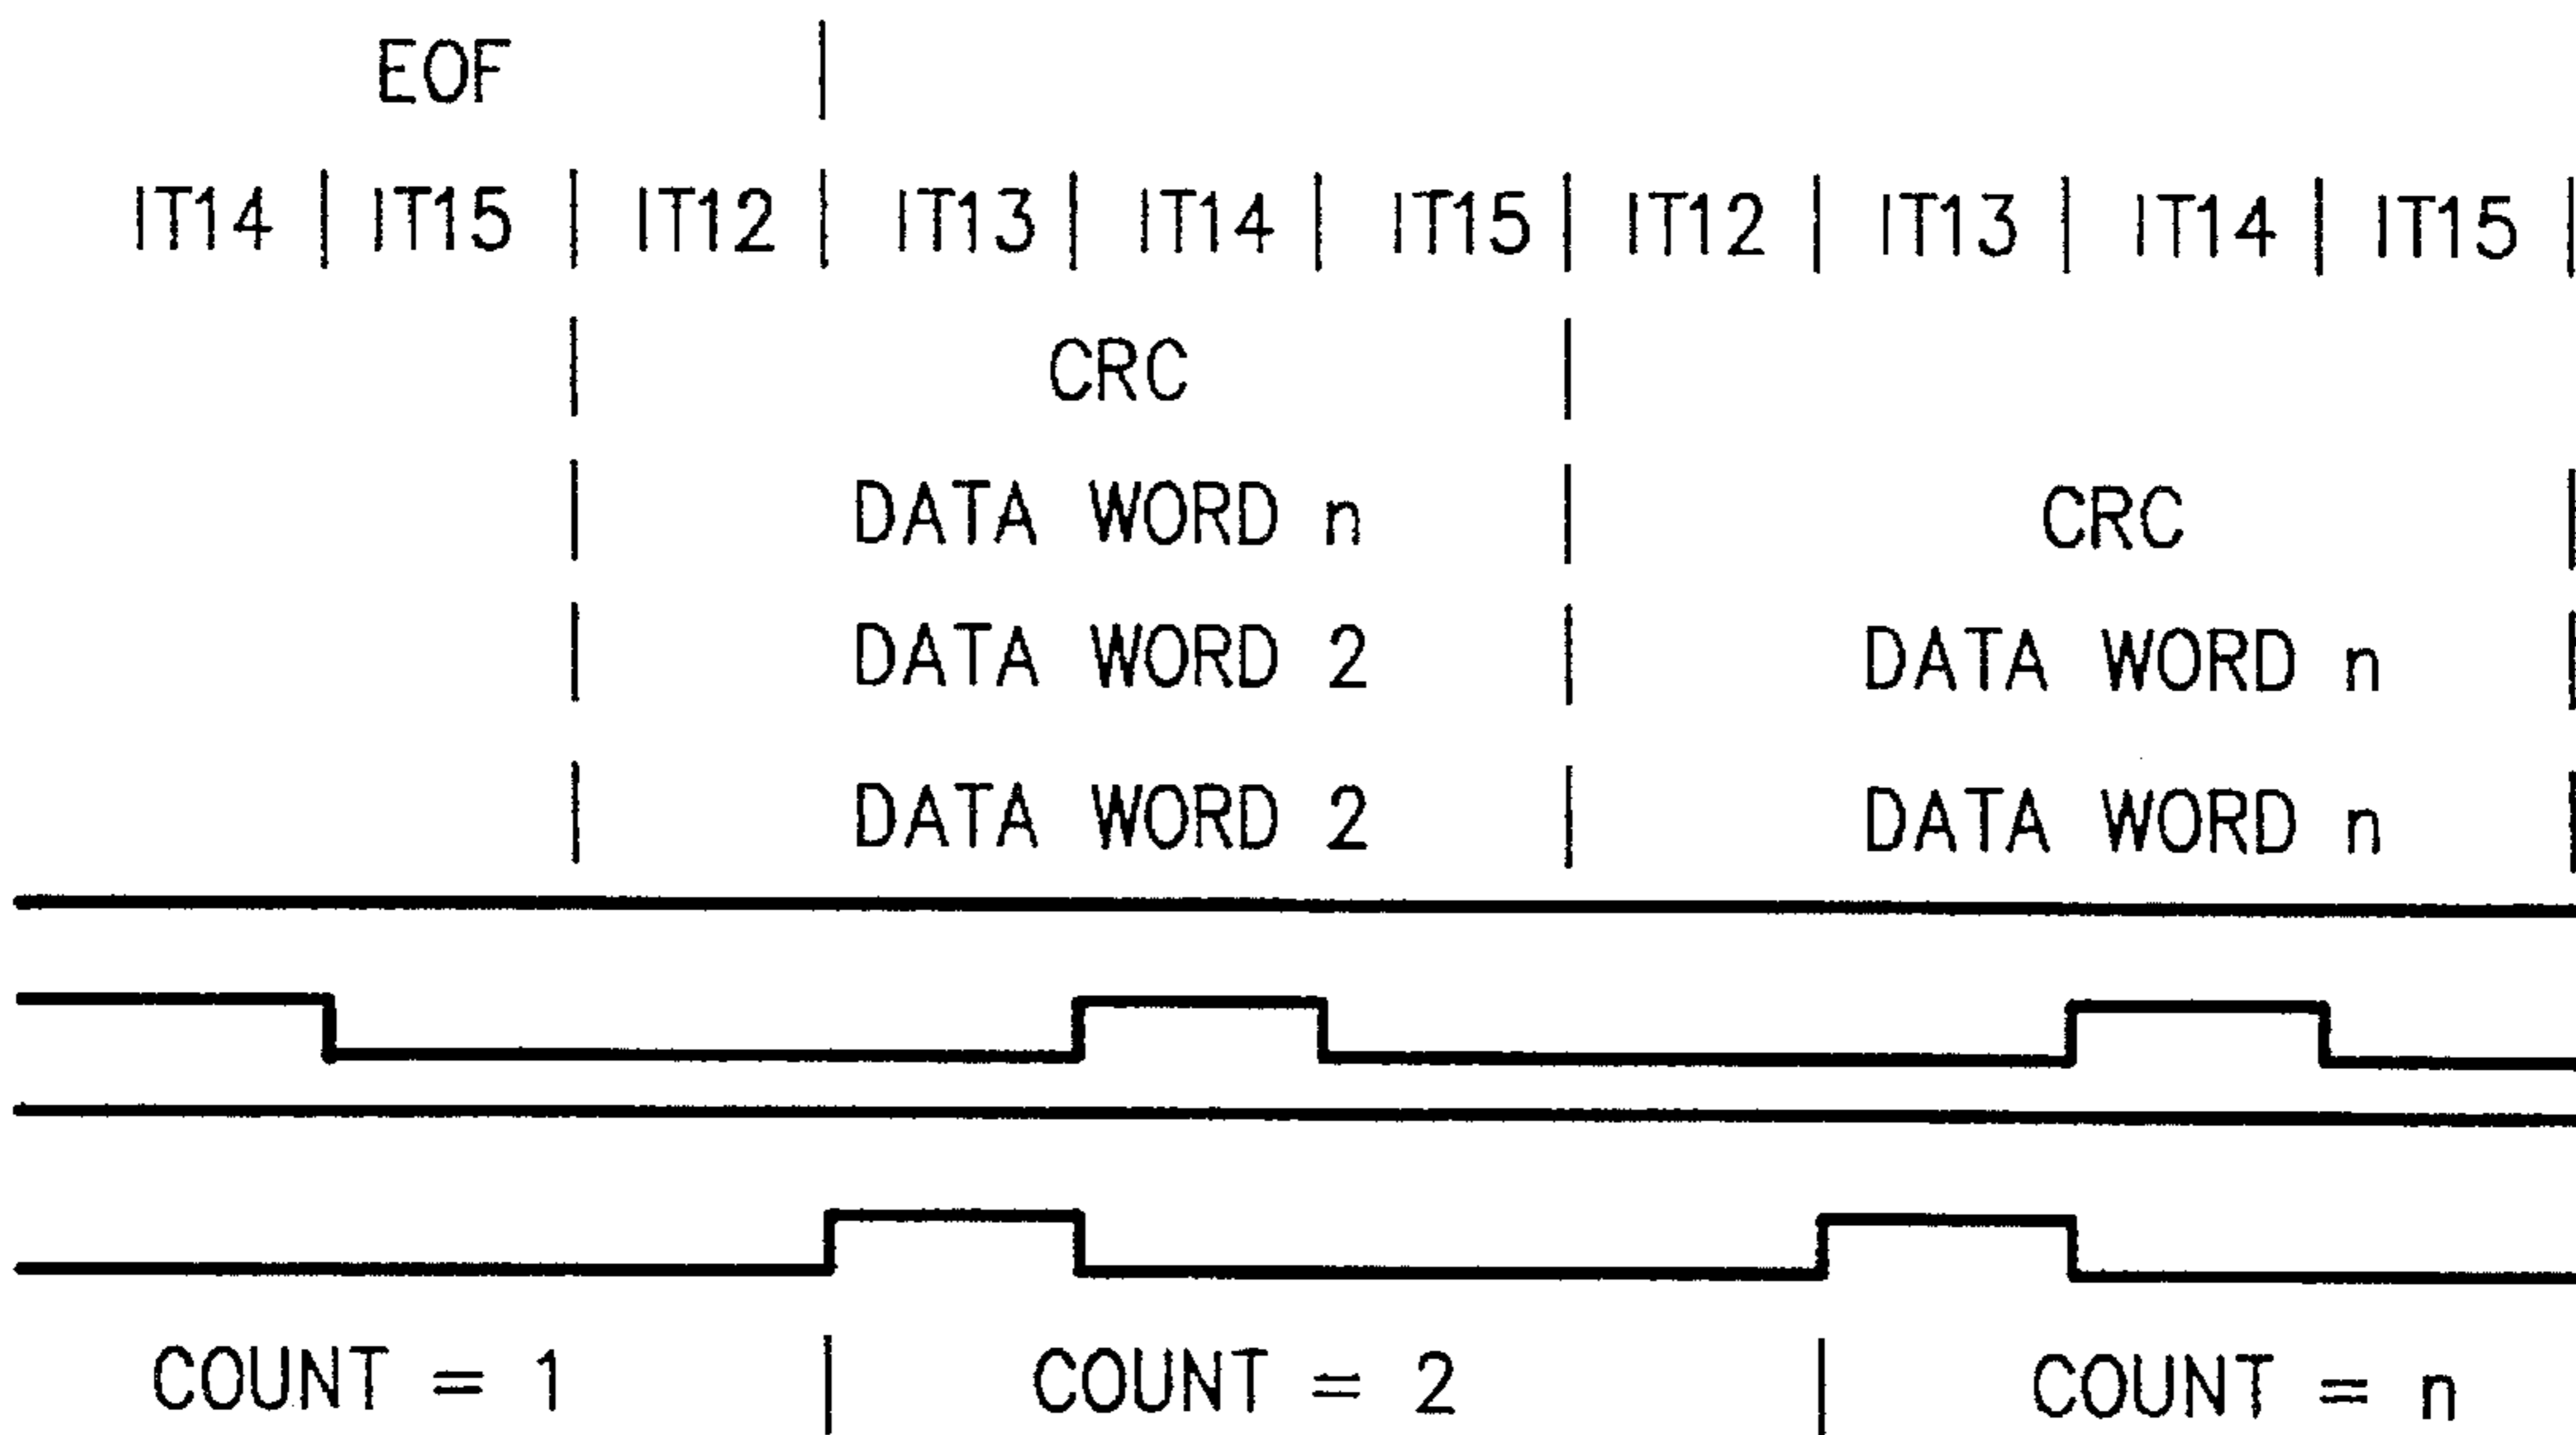 EOF
IT14 IT15 IT12 IT13 IT14 IT15 IT12 IT13 IT14 IT15
CRC
DATA WORD n CRC
DATA WORD 2 DATA WORD n
DATA WORD 2 DATA WORD n
COUNT = 1 COUNT = 2 COUNT = n